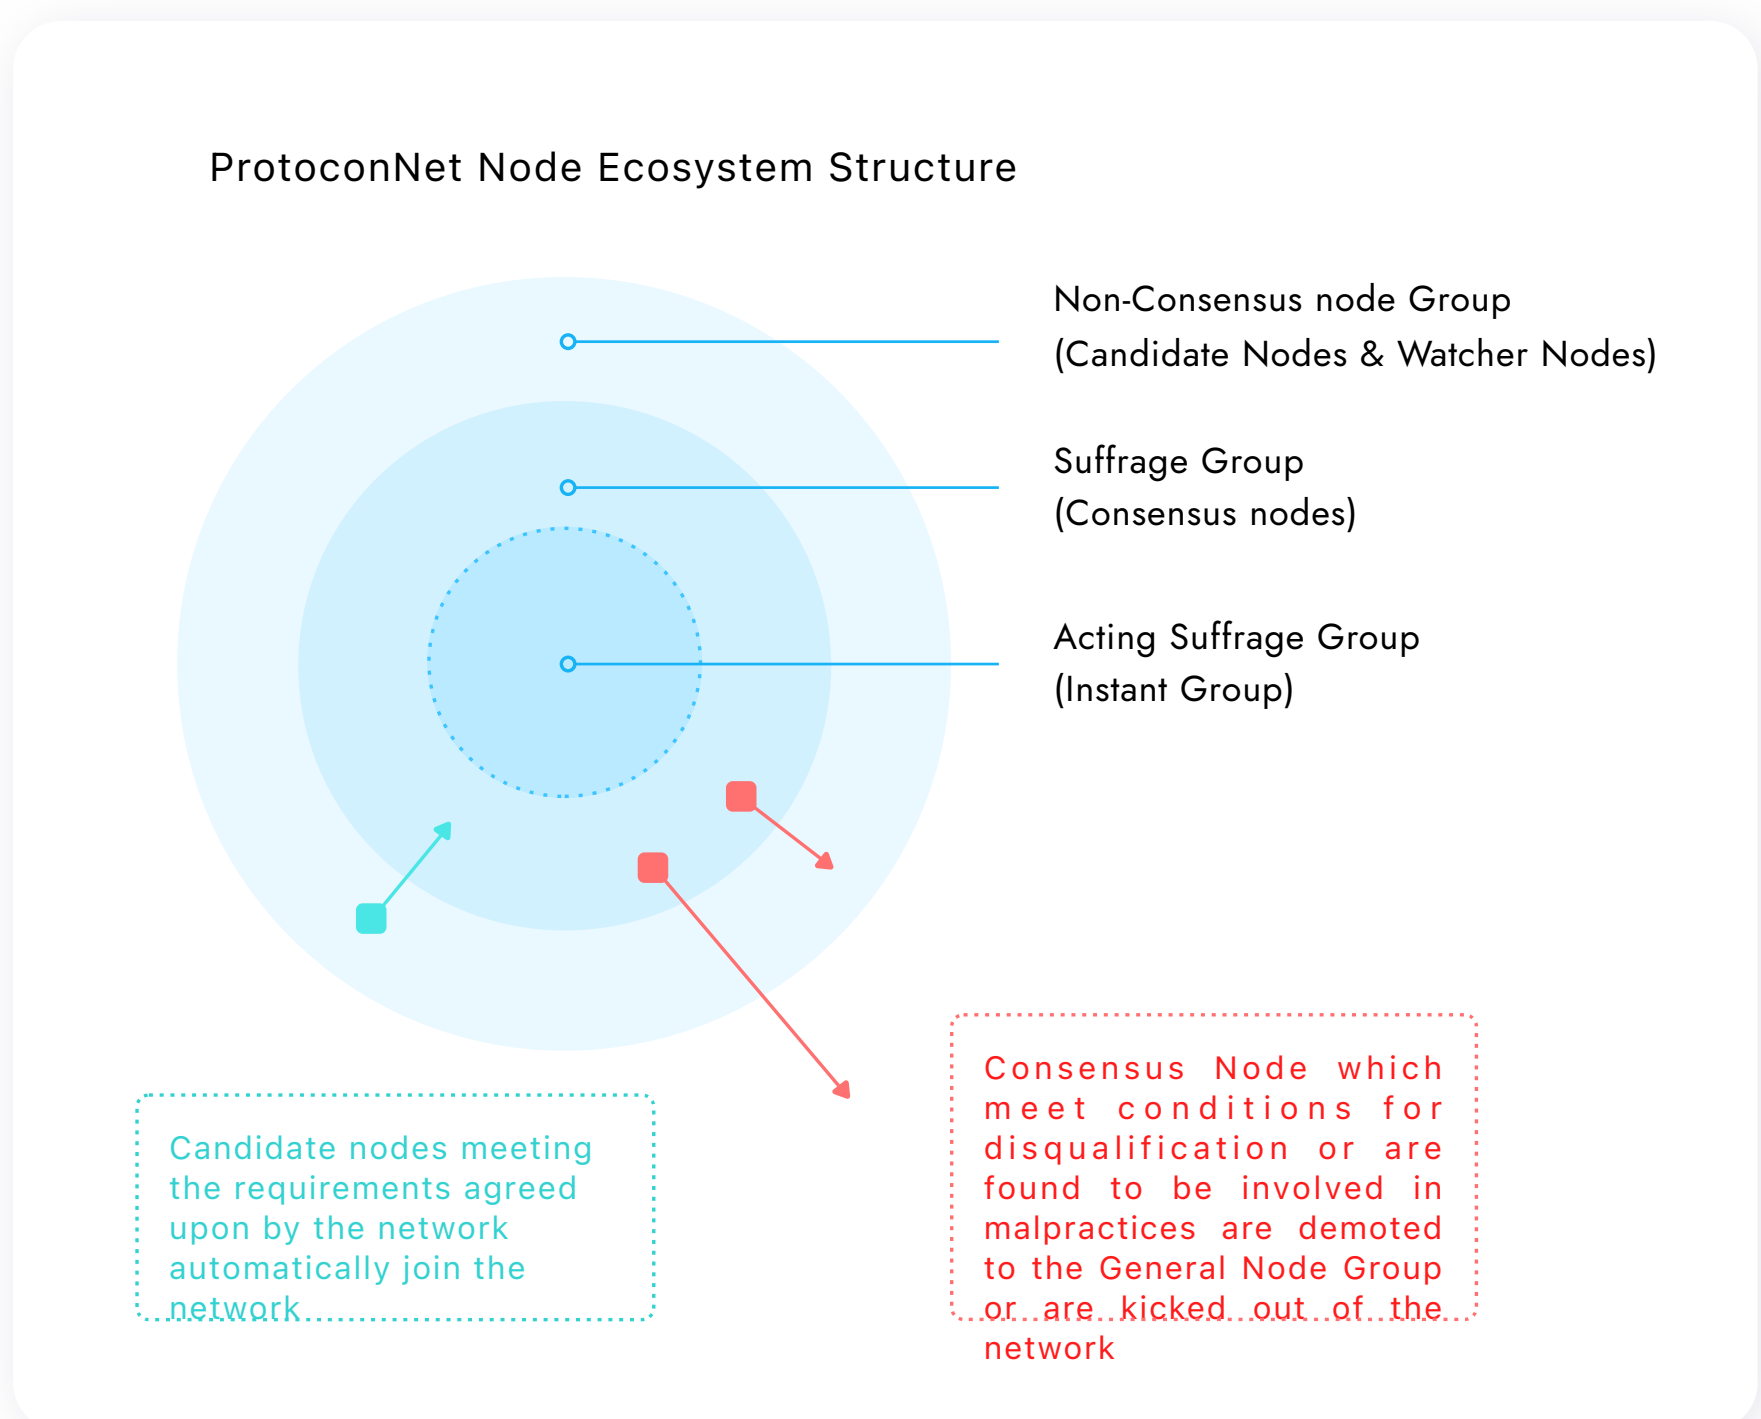 ProtoconNet Node Ecosystem Structure
Non-Consensus node Group
(Candidate Nodes & Watcher Nodes)
Suffrage Group
(Consensus nodes)
Acting Suffrage Group
(Instant Group)
Candidate nodes meeting
the requirements agreed
upon by the network
automatically join the
network
Consensus Node which
meet conditions for
disqualification or are
found to be involved in
malpractices are demoted
to the General Node Group
or are kicked out of the
network